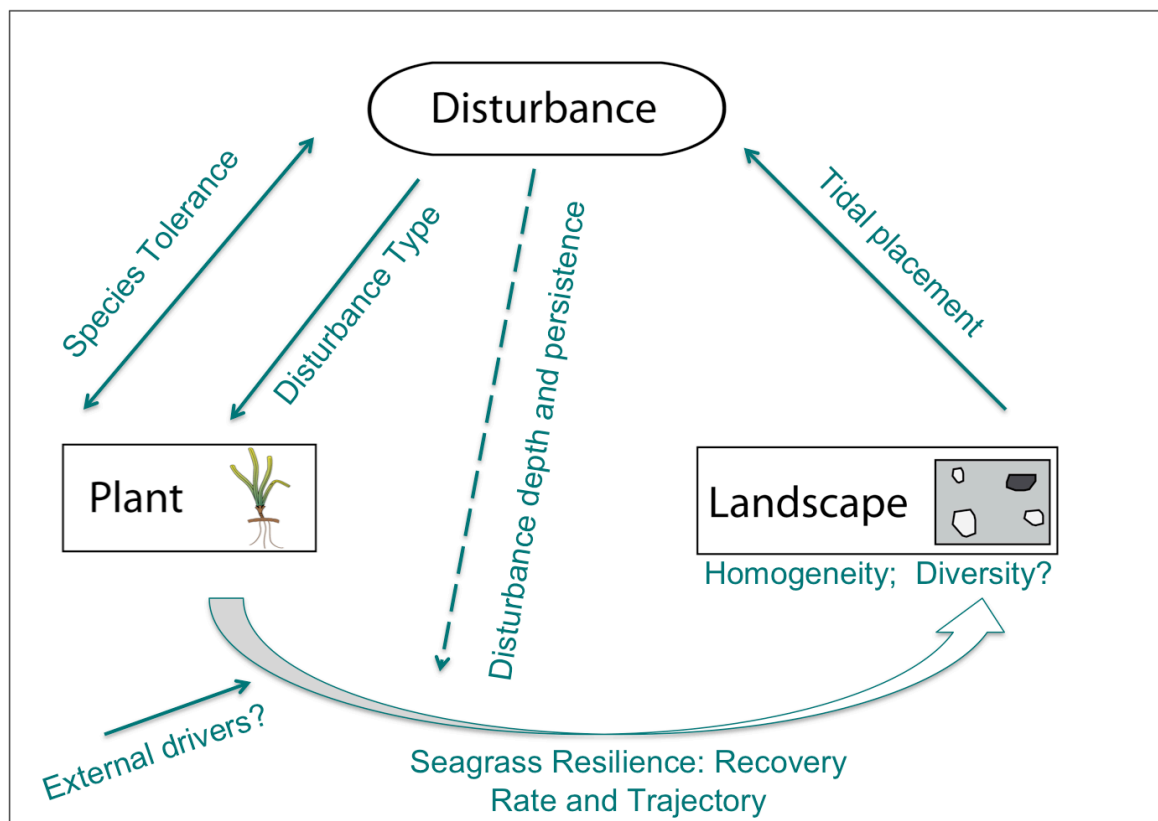 Disturbance
Species Tolerance
Disturbance Type
Disturbance depth and persistence
Tidal placement
Plant
Landscape
Homogeneity; Diversity?
External drivers?
Seagrass Resilience: Recovery
Rate and Trajectory